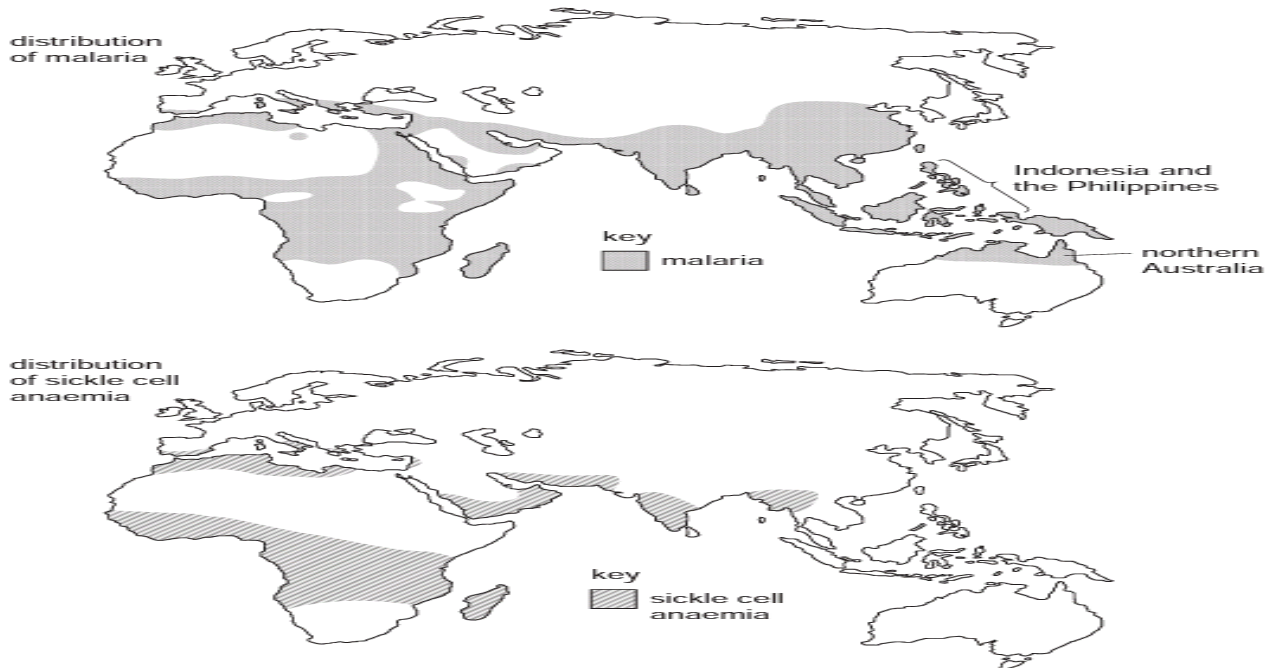 distribution
of malaria
Indonesia and
the Philippines
key
malaria
northern
Australia
distribution
of sickle cell
anaemia
key
sickle cell
anaemia